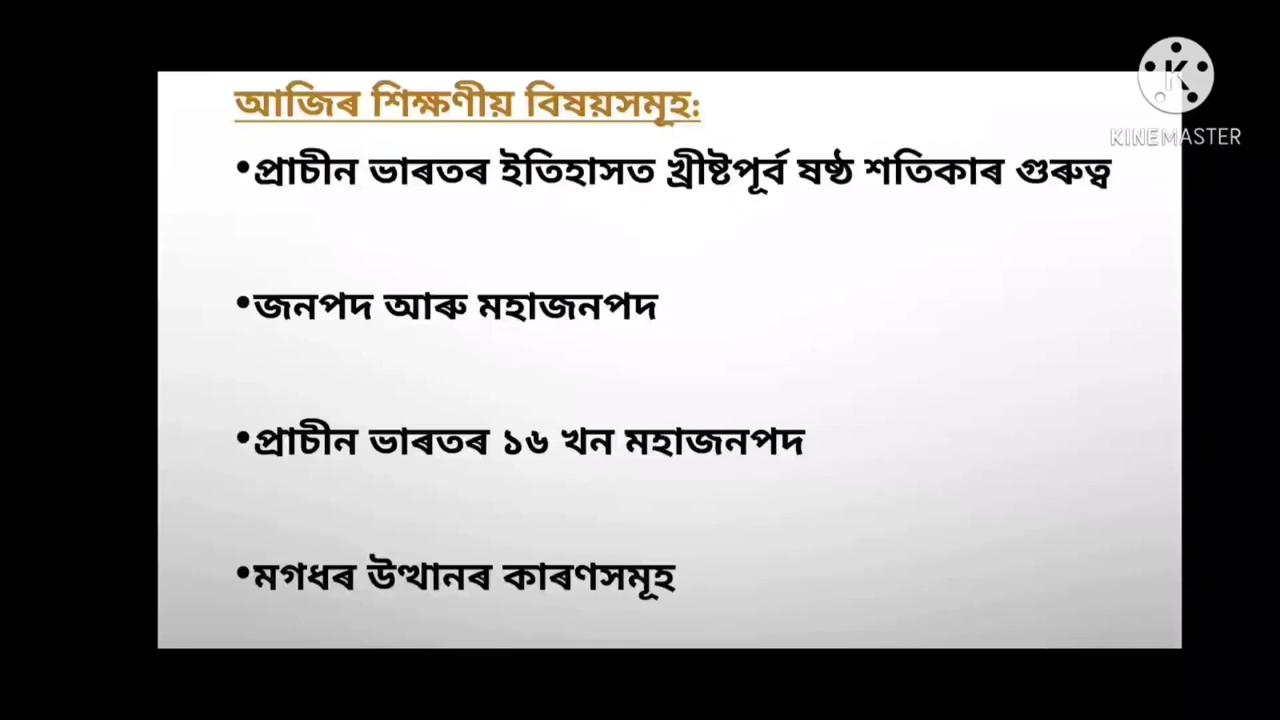 আজিৰ শিক্ষণীয় বিষয়সমূহ:
•প্ৰাচীন ভাৰতৰ ইতিহাসত খ্ৰীষ্টপূৰ্ব ষষ্ঠ শতিকাৰ গুৰুত্ব
•জনপদ আৰু মহাজনপদ
•প্ৰাচীন ভাৰতৰ ১৬ খন মহাজনপদ
•মগধৰ উত্থানৰ কাৰণসমূহ
K
KINEMASTER